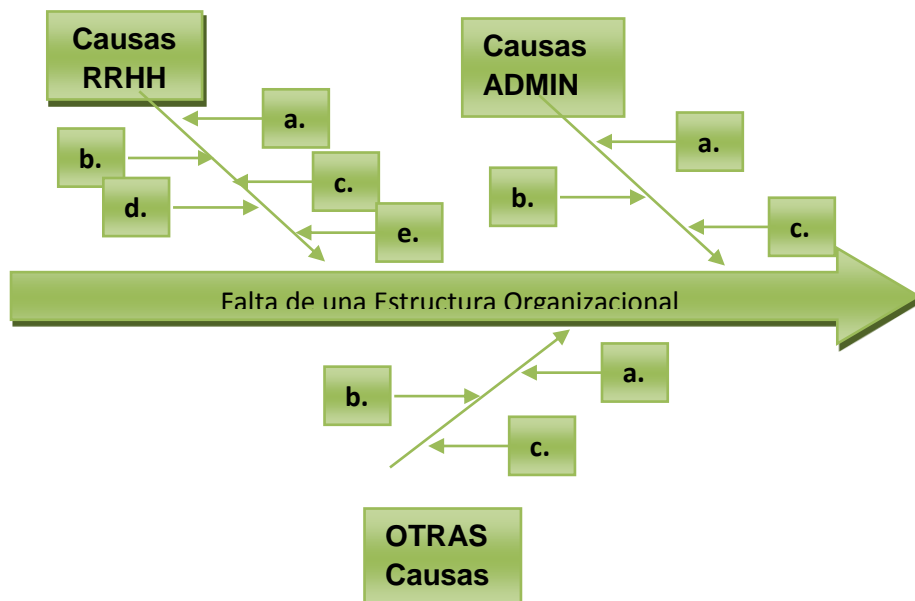 Causas
RRHH
Causas
ADMIN
a.
b.
c.
d.
e.
a.
b.
c.
Falta de una Estructura Organizacional
a.
b.
c.
OTRAS
Causas